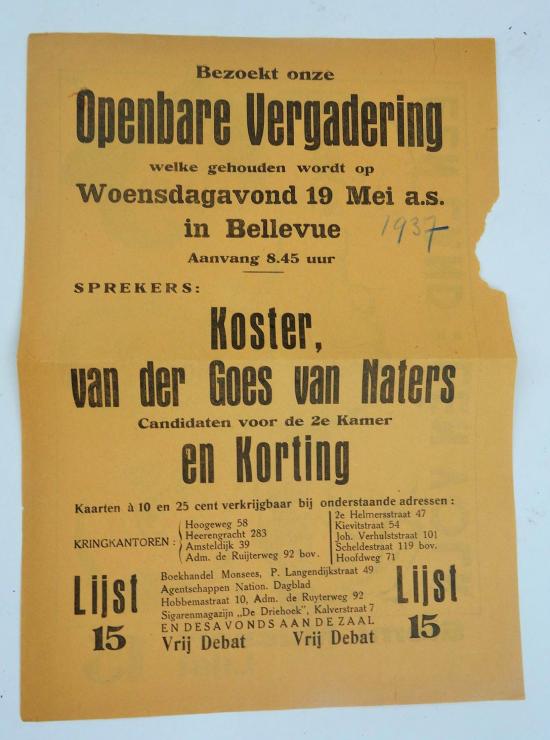 Bezoekt onze
Openbare Vergadering
welke gehouden wordt op
Woensdagavond 19 Mei a.s.
in Bellevue
1937
Aanvang 8.45 uur
SPREKERS:
Koster,
van der Goes van Naters
Candidaten voor de 2e Kamer
en Korting
Kaarten à 10 en 25 cent verkrijgbaar bij onderstaande adressen:
KRINGKANTOREN:
Hoogeweg 58
Heerengracht 283
Amsteldijk 39
Adm. de Ruijterweg 92 bov.
2e Helmersstraat 47
Kievitstraat 54
Joh. Verhulststraat 101
Scheldestraat 119 bov.
Hoofdweg 71
Lijst
15
Boekhandel Monsees, P. Langendijkstraat 49
Agentschappen Nation. Dagblad
Hobbemastraat 10, Adm. de Ruyterweg 92
Sigarenmagazijn „De Driehoek", Kalverstraat 7
EN DES AVONDS AAN DE ZAAL
Vrij Debat Vrij Debat
Lijst
15